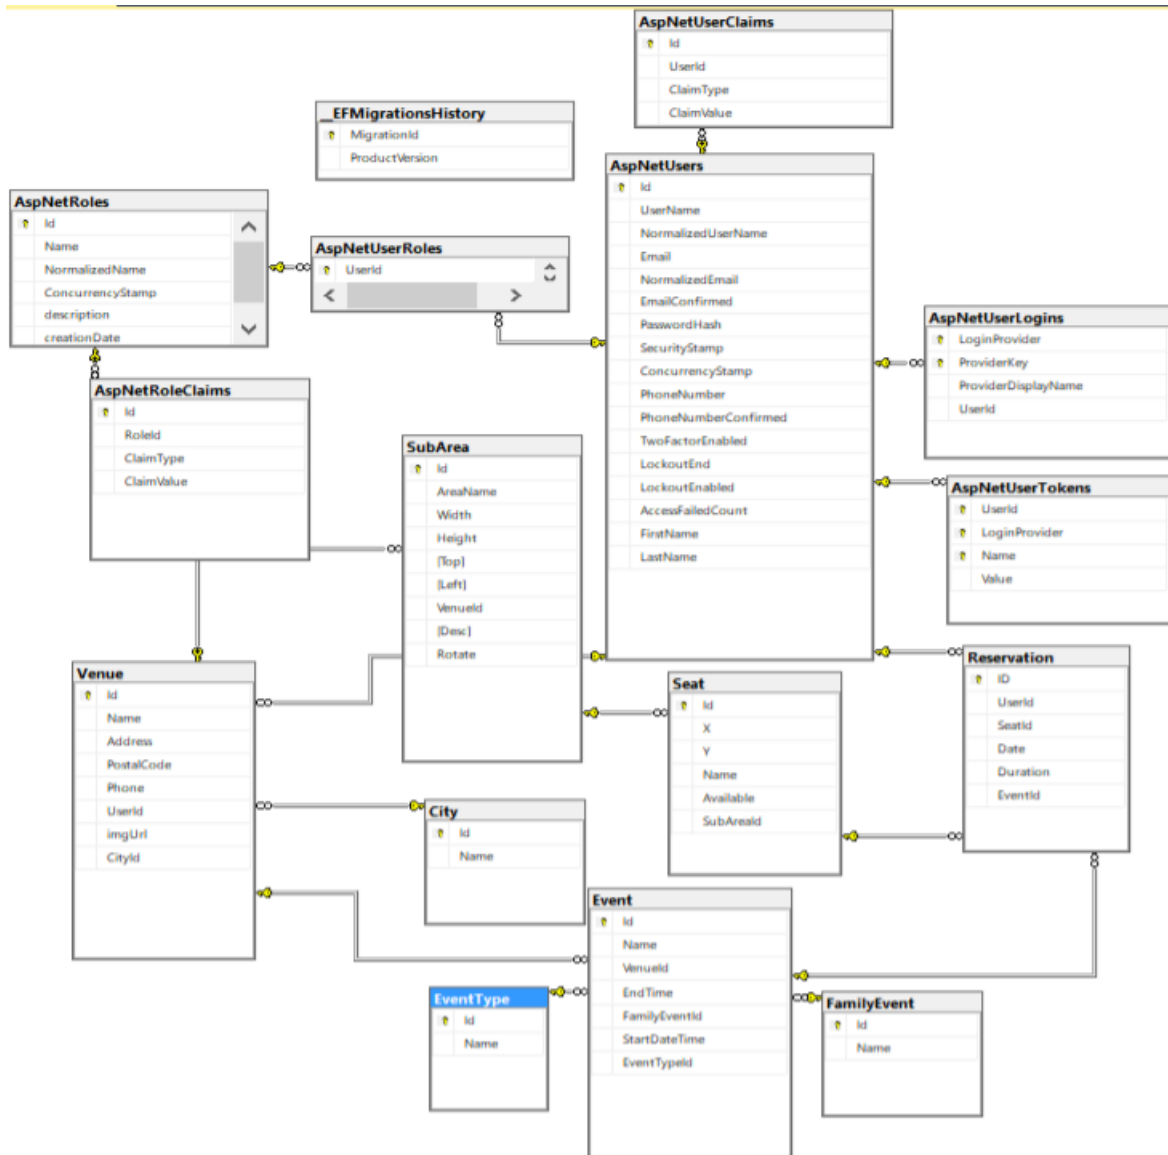 AspNetUserClaims
Id
UserId
ClaimType
ClaimValue
__EFMigrationsHistory
MigrationId
ProductVersion
AspNetUsers
Id
UserName
NormalizedUserName
Email
NormalizedEmail
EmailConfirmed
PasswordHash
SecurityStamp
ConcurrencyStamp
PhoneNumber
PhoneNumberConfirmed
TwoFactorEnabled
LockoutEnd
LockoutEnabled
AccessFailedCount
FirstName
LastName
AspNetRoles
Id
Name
NormalizedName
ConcurrencyStamp
description
creationDate
AspNetUserRoles
UserId
AspNetUserLogins
LoginProvider
ProviderKey
ProviderDisplayName
UserId
AspNetRoleClaims
Id
RoleId
ClaimType
ClaimValue
SubArea
Id
AreaName
Width
Height
[Top]
[Left]
VenueId
[Desc]
Rotate
AspNetUserTokens
UserId
LoginProvider
Name
Value
Venue
Id
Name
Address
PostalCode
Phone
UserId
imgUrl
CityId
Seat
Id
X
Y
Name
Available
SubAreaId
Reservation
ID
UserId
SeatId
Date
Duration
EventId
City
Id
Name
Event
Id
Name
VenueId
EndTime
FamilyEventId
StartDateTime
EventTypeId
EventType
Id
Name
FamilyEvent
Id
Name